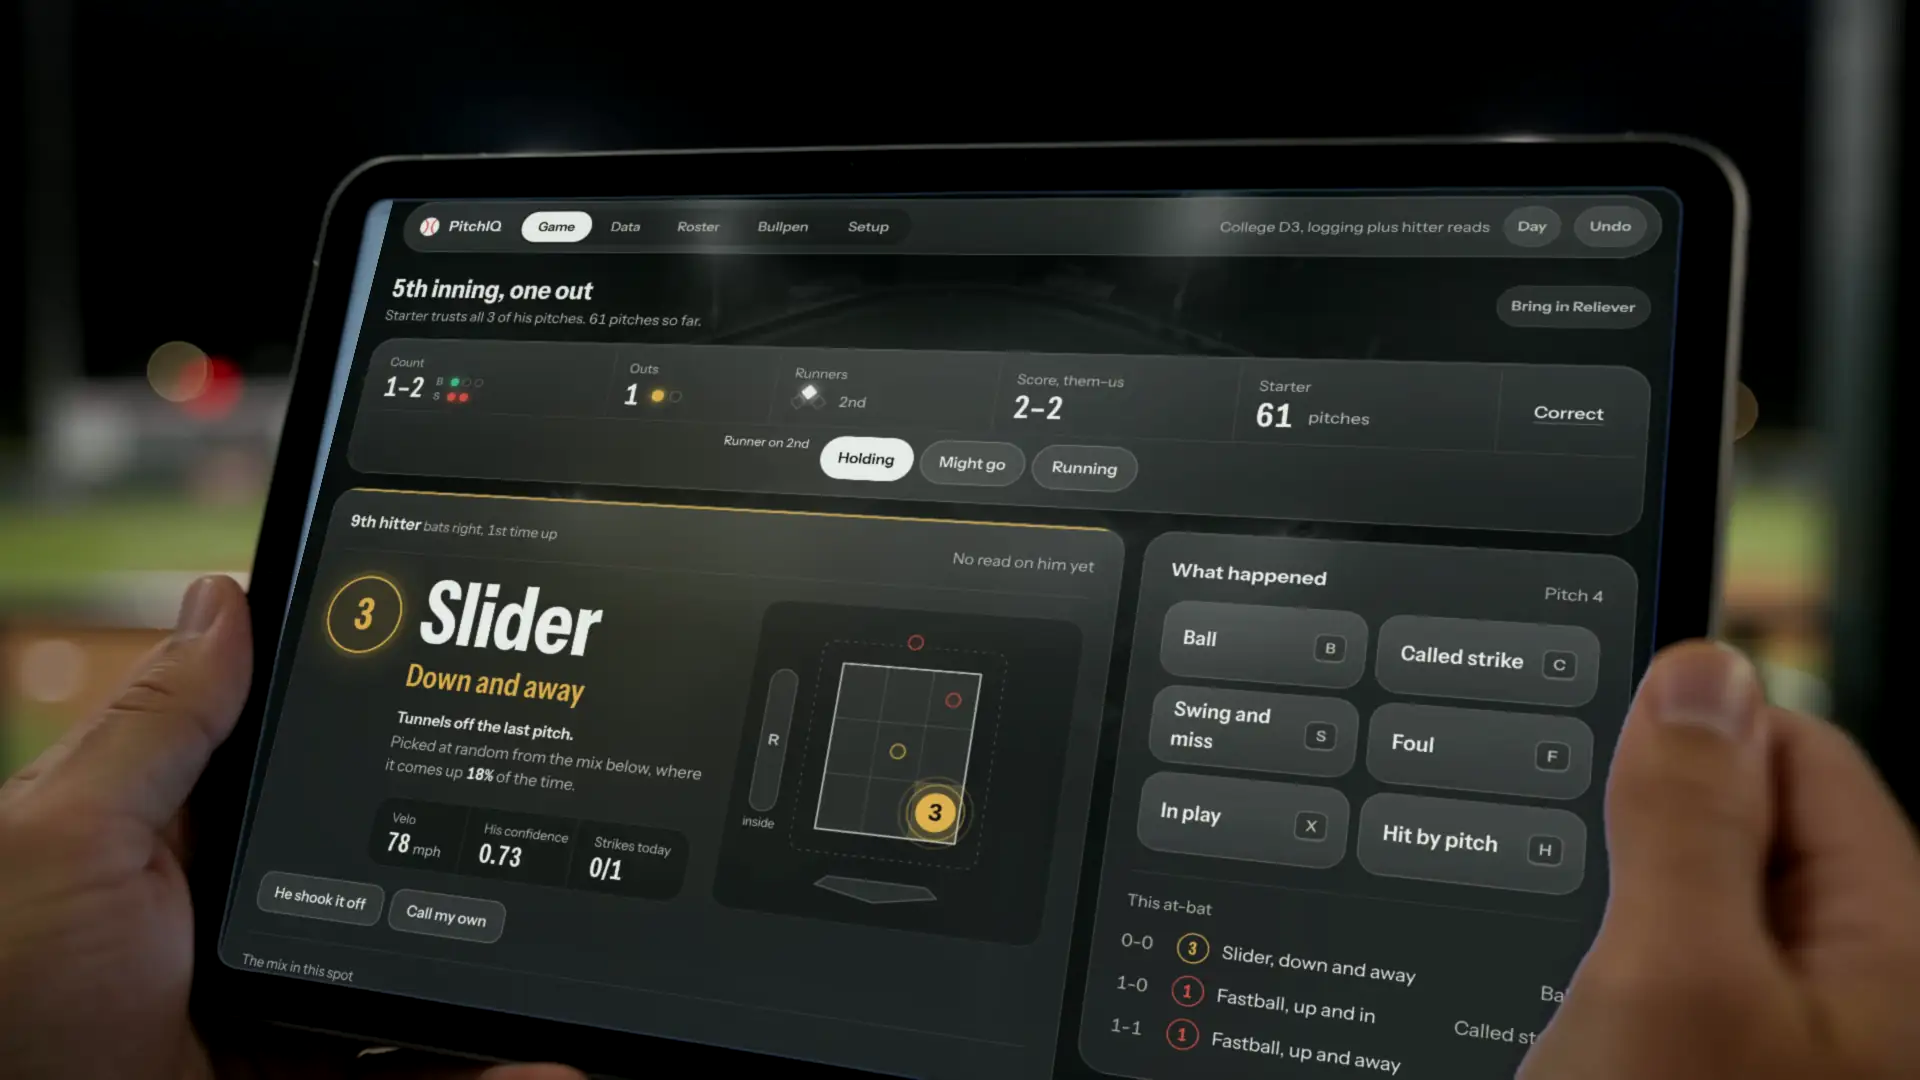 PitchIQ Game Data Roster Bullpen Setup College D3, logging plus hitter reads Day Undo
5th inning, one out
Starter trusts all 3 of his pitches. 61 pitches so far.
Bring in Reliever
Count
1-2 B
S
Outs
1
Runners
2nd
Score, them-us
2-2
Starter
61 pitches
Correct
Runner on 2nd Holding Might go Running
9th hitter bats right, 1st time up
No read on him yet
3 Slider
Down and away
Tunnels off the last pitch.
Picked at random from the mix below, where
it comes up 18% of the time.
Velo
78 mph
His confidence
0.73
Strikes today
0/1
He shook it off Call my own
The mix in this spot
R
inside
3
What happened Pitch 4
Ball B
Called strike C
Swing and
miss S
Foul F
In play X
Hit by pitch H
This at-bat
0-0 3 Slider, down and away
1-0 1 Fastball, up and in Called
1-1 1 Fastball, up and away